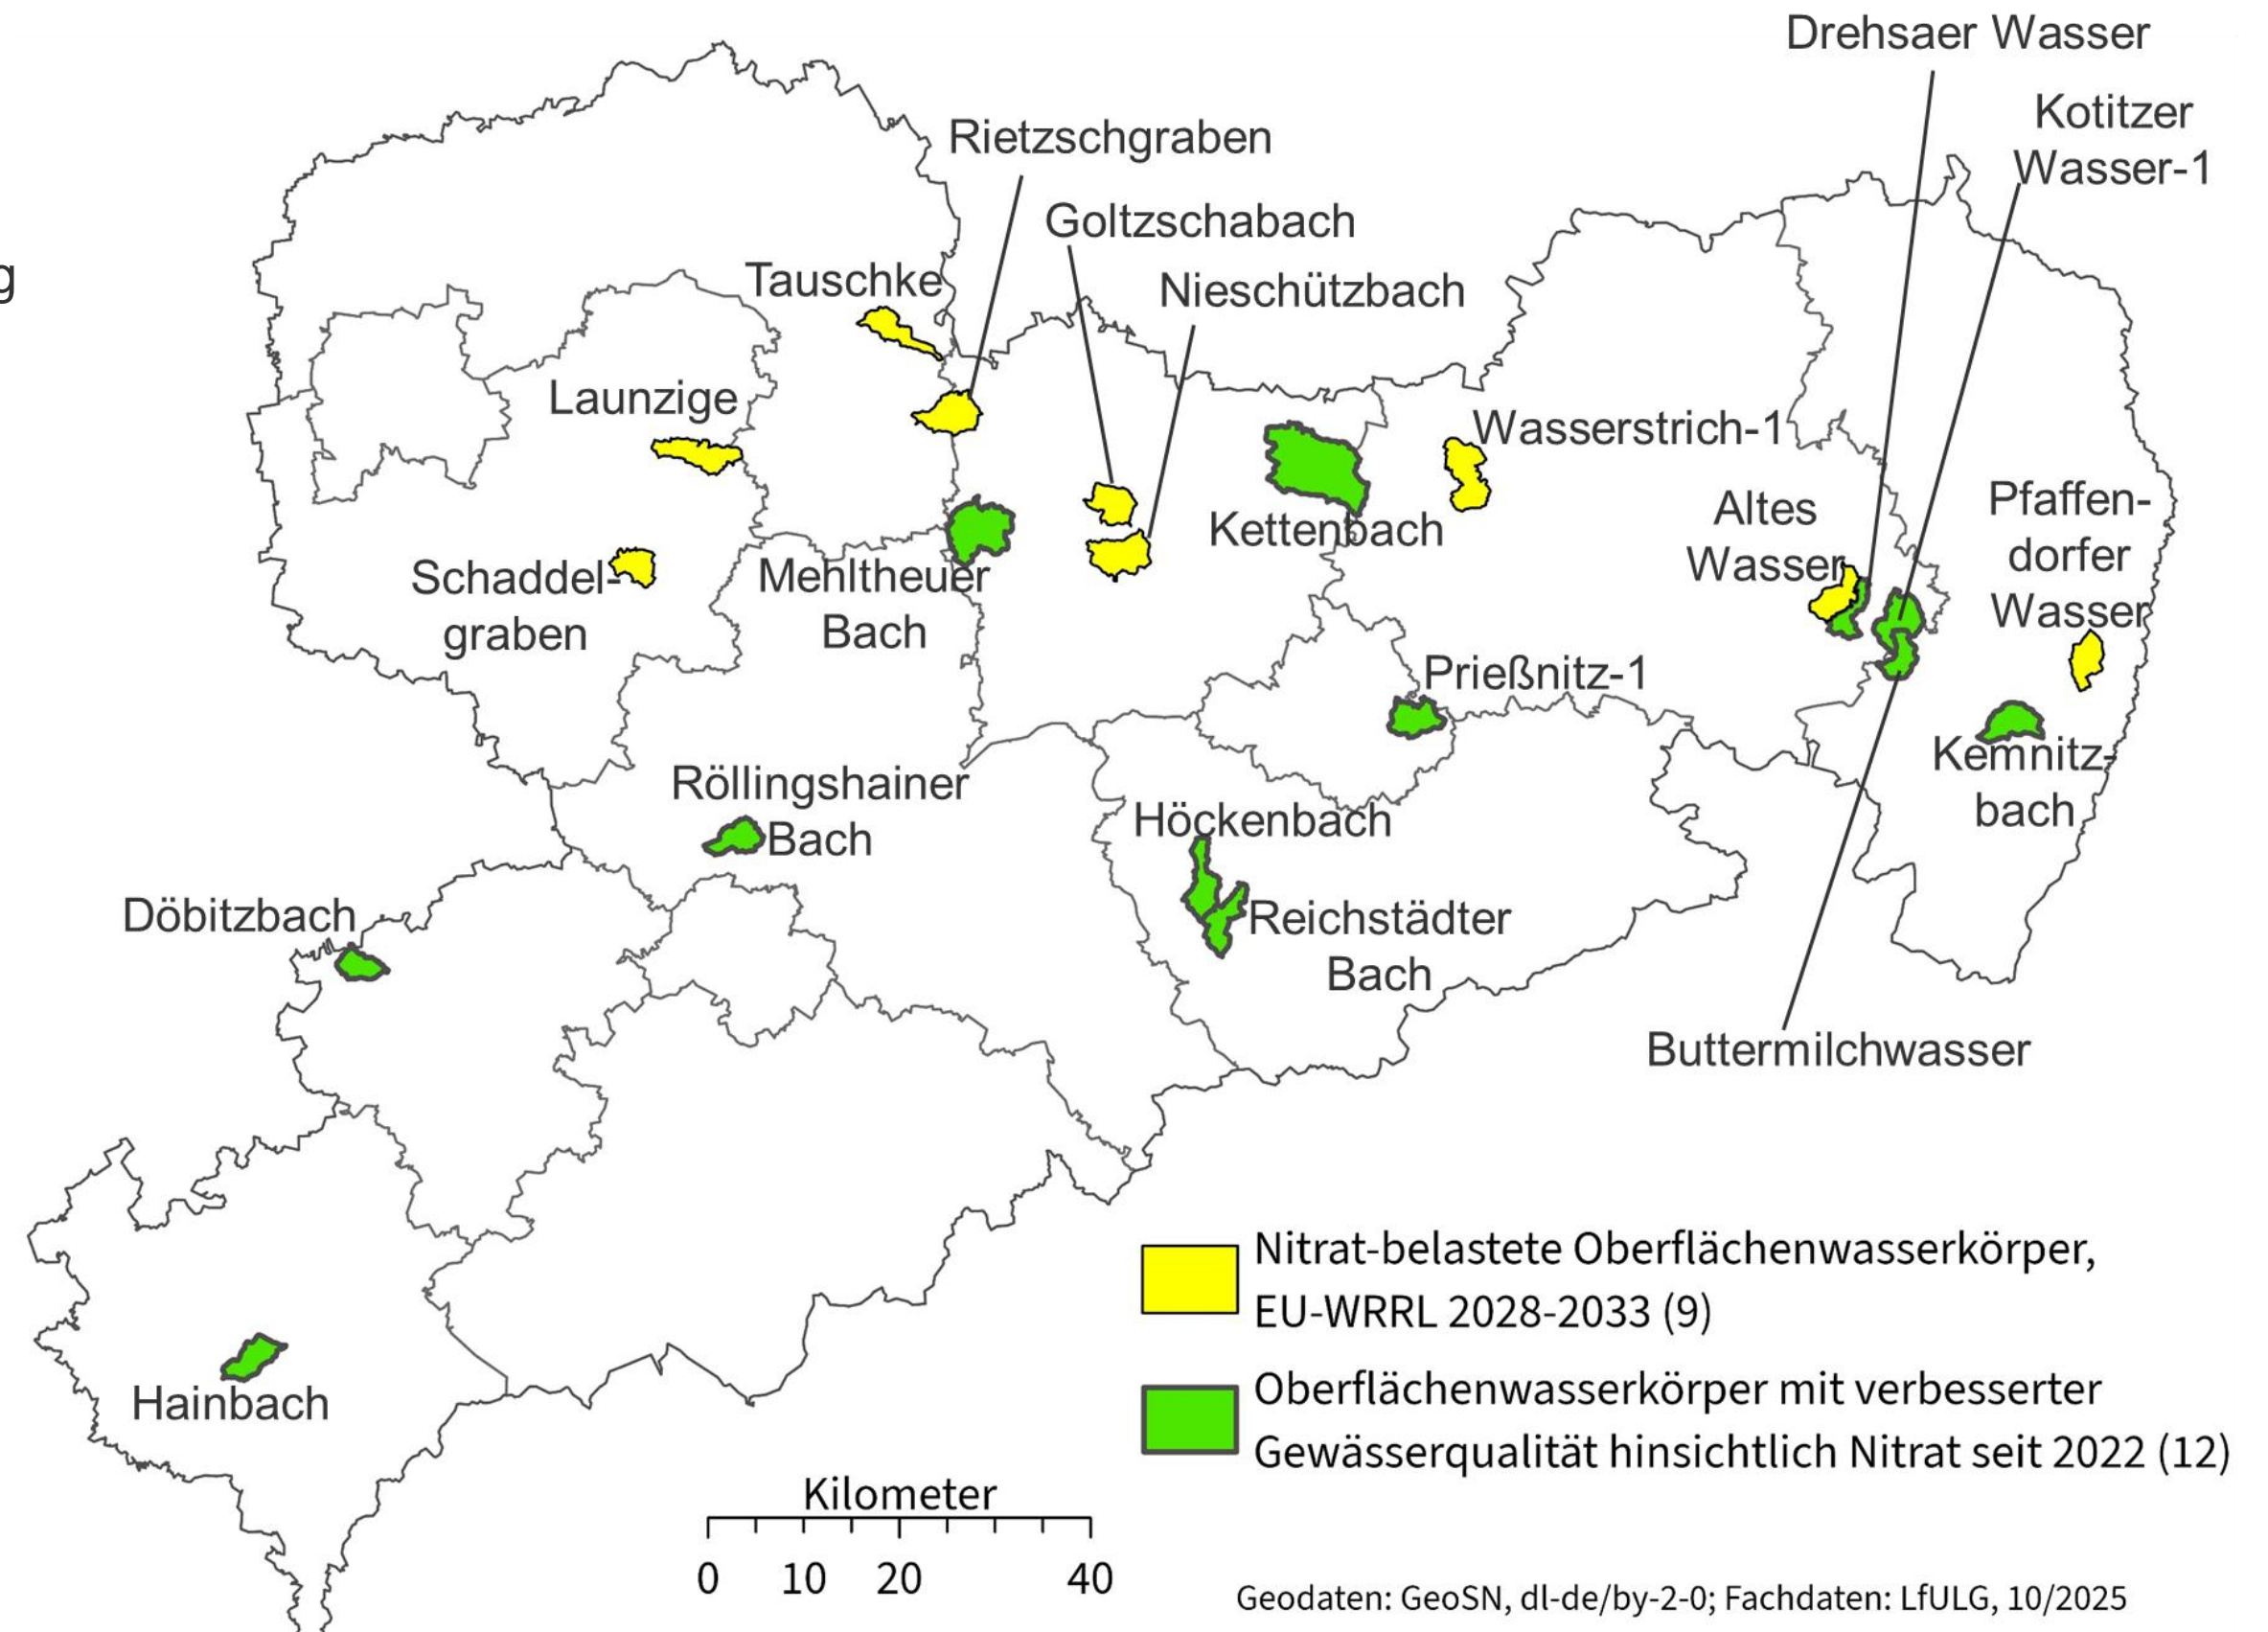 Drehsaer Wasser
Kotitzer
Wasser-1
Rietzschgraben
Goltzschabach
g
Tauschke
Nieschützbach
Launzige
Wasserstrich-1
Altes
Wasser
Pfaffen-
dorfer
Wasser
Kettenbach
Schaddel-
graben
Mehltheuer
Bach
Prießnitz-1
Kemnitz-
bach
Röllingshainer
Bach
Höckenbach
Döbitzbach
Reichstädter
Bach
Buttermilchwasser
Hainbach
Nitrat-belastete Oberflächenwasserkörper,
EU-WRRL 2028-2033 (9)
Oberflächenwasserkörper mit verbesserter
Gewässerqualität hinsichtlich Nitrat seit 2022 (12)
Kilometer
0 10 20 40
Geodaten: GeoSN, dl-de/by-2-0; Fachdaten: LfULG, 10/2025